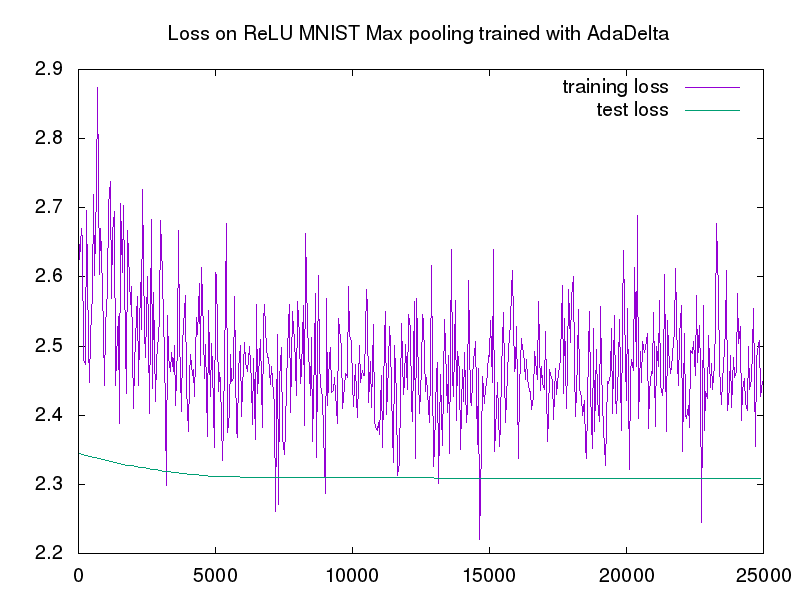 Loss on ReLU MNIST Max pooling trained with AdaDelta
2.9
training loss
test loss
2.8
2.7
2.6
2.5
2.4
2.3
2.2
0 5000 10000 15000 20000 25000